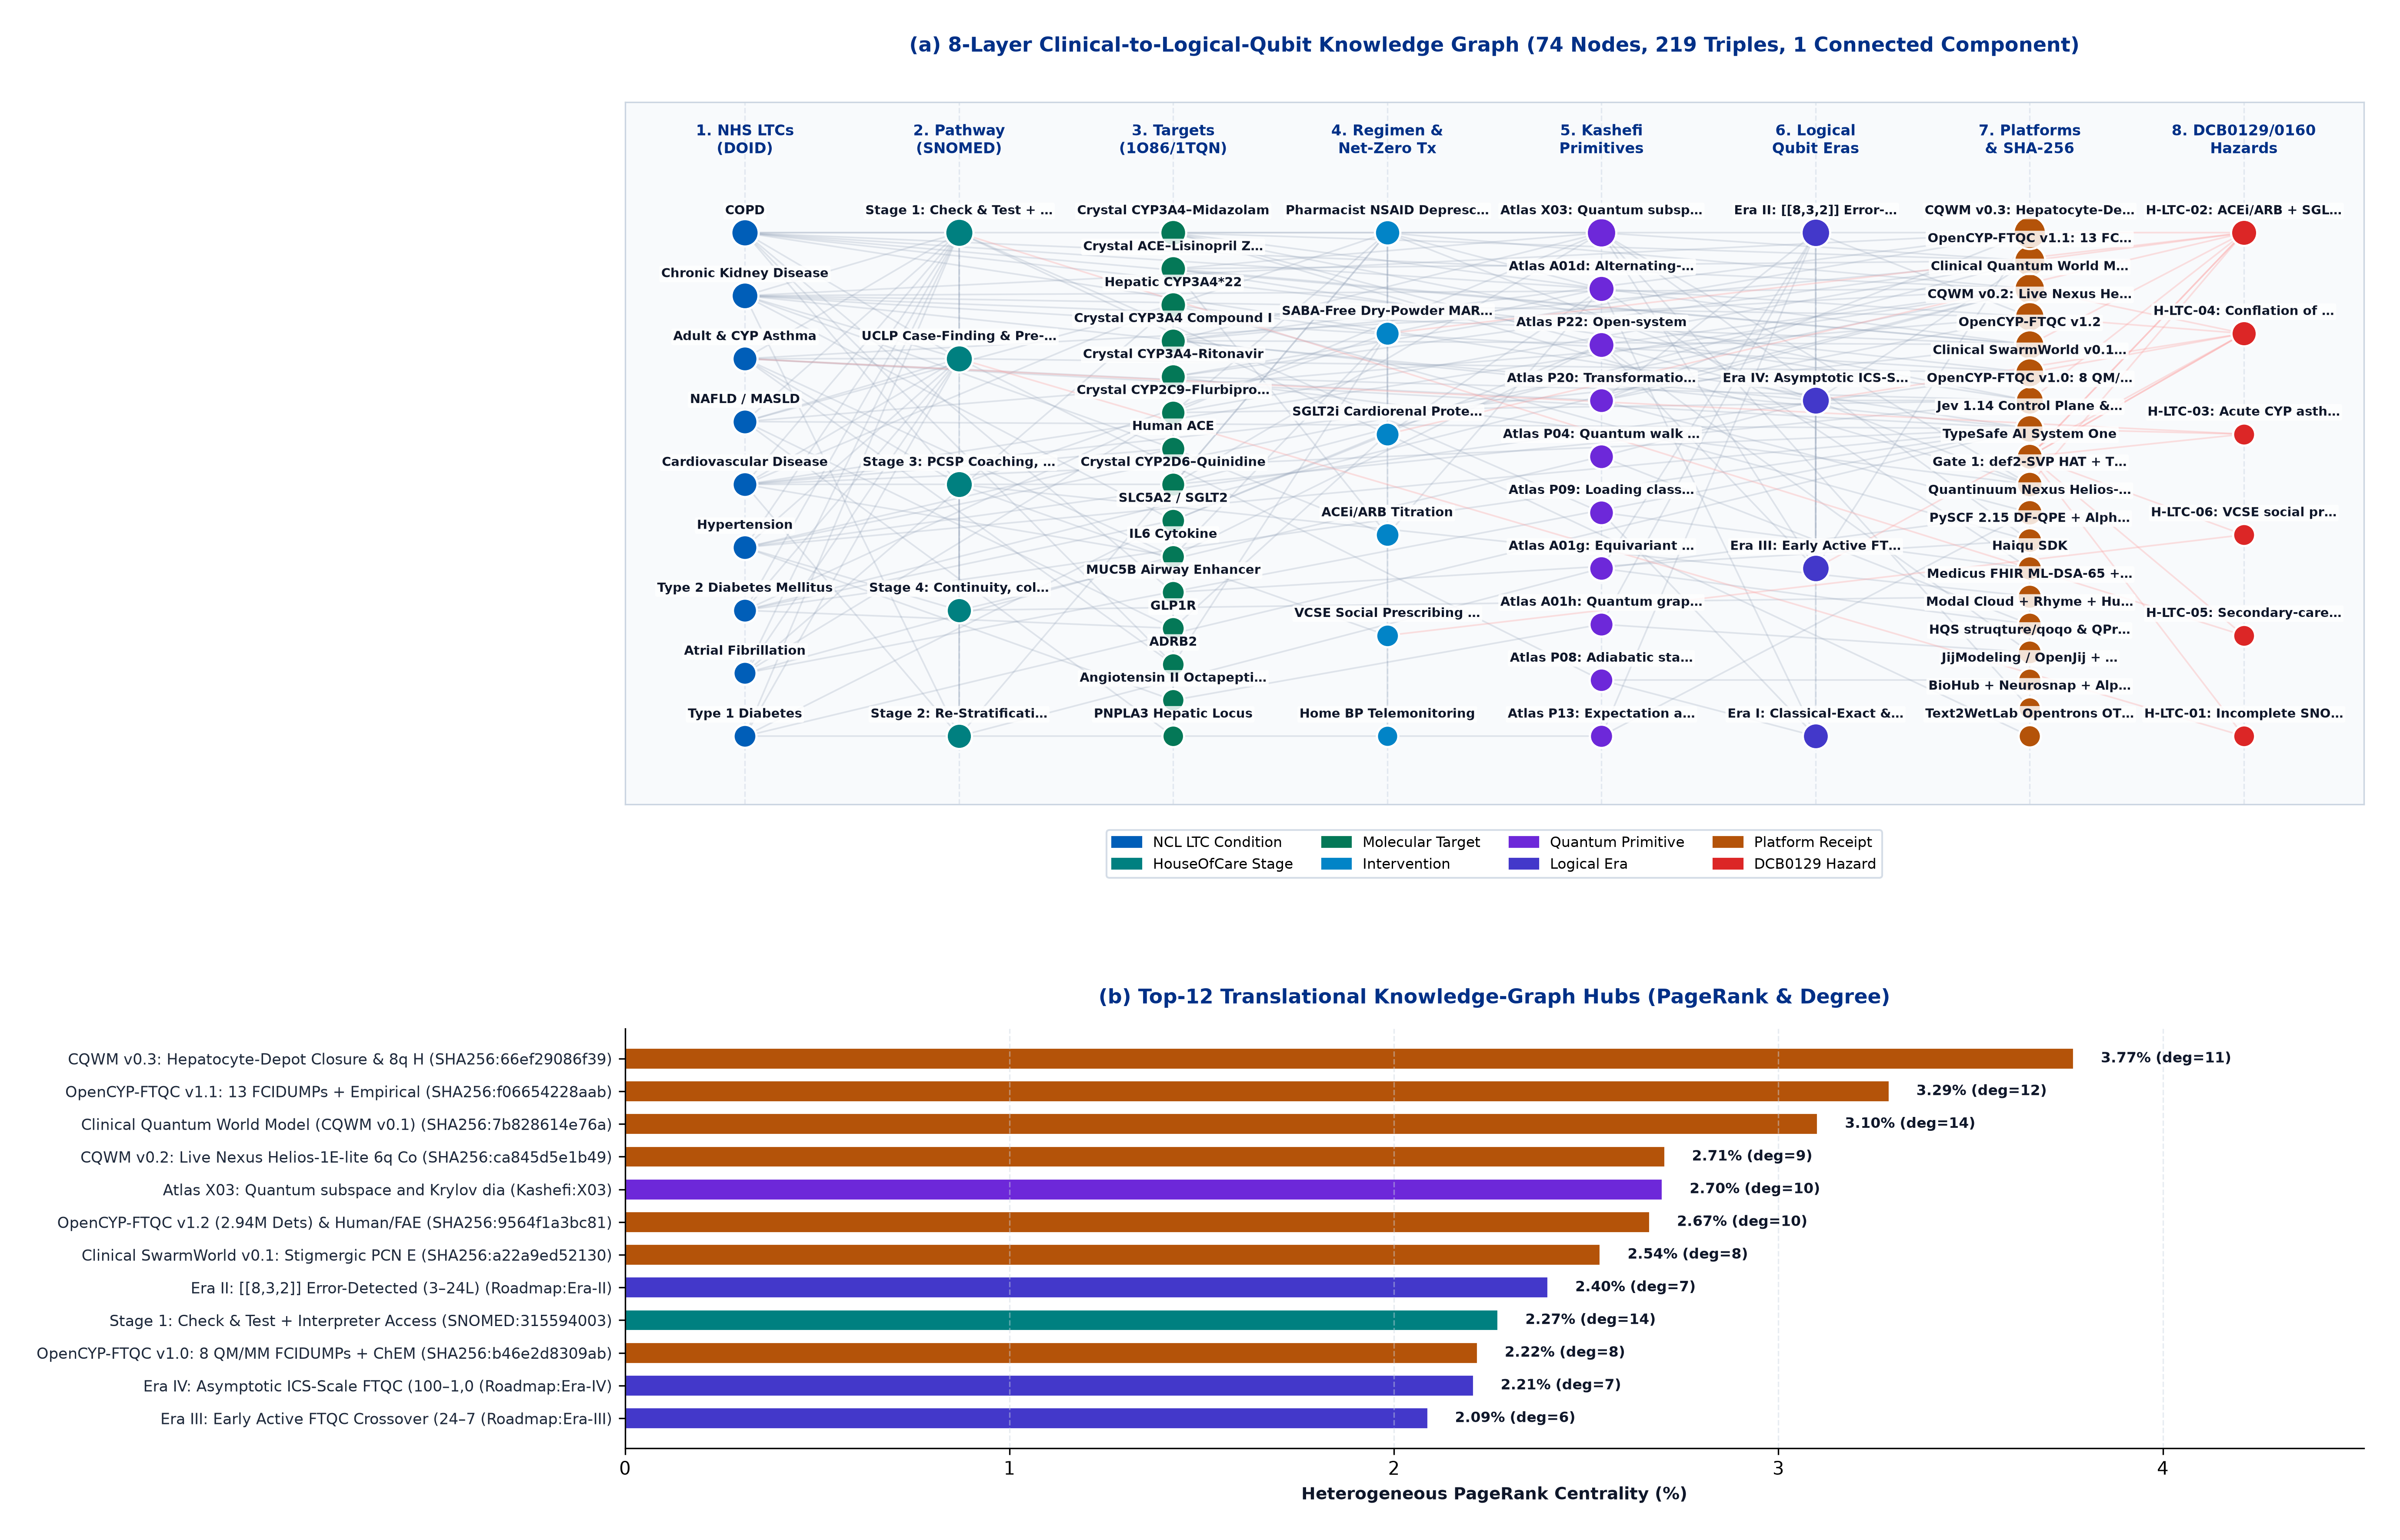 (a) 8-Layer Clinical-to-Logical-Qubit Knowledge Graph (74 Nodes, 219 Triples, 1 Connected Component)
1. NHS LTCs
(DOID)
2. Pathway
(SNOMED)
3. Targets
(1O86/1TQN)
4. Regimen &
Net-Zero Tx
5. Kashefi
Primitives
6. Logical
Qubit Eras
7. Platforms
& SHA-256
8. DCB0129/0160
Hazards
COPD
Chronic Kidney Disease
Adult & CYP Asthma
NAFLD / MASLD
Cardiovascular Disease
Hypertension
Type 2 Diabetes Mellitus
Atrial Fibrillation
Type 1 Diabetes
Stage 1: Check & Test + …
UCLP Case-Finding & Pre-…
Stage 3: PCSP Coaching, …
Stage 4: Continuity, col…
Stage 2: Re-Stratificati…
Crystal CYP3A4–Midazolam
Crystal ACE–Lisinopril Z…
Hepatic CYP3A4*22
Crystal CYP3A4 Compound I
Crystal CYP3A4–Ritonavir
Crystal CYP2C9–Flurbipro…
Human ACE
Crystal CYP2D6–Quinidine
SLC5A2 / SGLT2
IL6 Cytokine
MUC5B Airway Enhancer
GLP1R
ADRB2
Angiotensin II Octapepti…
PNPLA3 Hepatic Locus
Pharmacist NSAID Depresc…
SABA-Free Dry-Powder MAR…
SGLT2i Cardiorenal Prote…
ACEi/ARB Titration
VCSE Social Prescribing …
Home BP Telemonitoring
Atlas X03: Quantum subsp…
Atlas A01d: Alternating-…
Atlas P22: Open-system
Atlas P20: Transformatio…
Atlas P04: Quantum walk …
Atlas P09: Loading class…
Atlas A01g: Equivariant …
Atlas A01h: Quantum grap…
Atlas P08: Adiabatic sta…
Atlas P13: Expectation a…
Era II: [[8,3,2]] Error-…
Era IV: Asymptotic ICS-S…
Era III: Early Active FT…
Era I: Classical-Exact &…
CQWM v0.3: Hepatocyte-De…
OpenCYP-FTQC v1.1: 13 FC…
Clinical Quantum World M…
CQWM v0.2: Live Nexus He…
OpenCYP-FTQC v1.2
Clinical SwarmWorld v0.1…
OpenCYP-FTQC v1.0: 8 QM/…
Jev 1.14 Control Plane &…
TypeSafe AI System One
Gate 1: def2-SVP HAT + T…
Quantinuum Nexus Helios-…
PySCF 2.15 DF-QPE + Alph…
Haiqu SDK
Medicus FHIR ML-DSA-65 +…
Modal Cloud + Rhyme + Hu…
HQS struqture/qoqo & QPr…
JijModeling / OpenJij + …
BioHub + Neurosnap + Alp…
Text2WetLab Opentrons OT…
H-LTC-02: ACEi/ARB + SGL…
H-LTC-04: Conflation of …
H-LTC-03: Acute CYP asth…
H-LTC-06: VCSE social pr…
H-LTC-05: Secondary-care…
H-LTC-01: Incomplete SNO…
NCL LTC Condition
HouseOfCare Stage
Molecular Target
Intervention
Quantum Primitive
Logical Era
Platform Receipt
DCB0129 Hazard
(b) Top-12 Translational Knowledge-Graph Hubs (PageRank & Degree)
CQWM v0.3: Hepatocyte-Depot Closure & 8q H (SHA256:66ef29086f39) 3.77% (deg=11)
OpenCYP-FTQC v1.1: 13 FCIDUMPs + Empirical (SHA256:f06654228aab) 3.29% (deg=12)
Clinical Quantum World Model (CQWM v0.1) (SHA256:7b828614e76a) 3.10% (deg=14)
CQWM v0.2: Live Nexus Helios-1E-lite 6q Co (SHA256:ca845d5e1b49) 2.71% (deg=9)
Atlas X03: Quantum subspace and Krylov dia (Kashefi:X03) 2.70% (deg=10)
OpenCYP-FTQC v1.2 (2.94M Dets) & Human/FAE (SHA256:9564f1a3bc81) 2.67% (deg=10)
Clinical SwarmWorld v0.1: Stigmergic PCN E (SHA256:a22a9ed52130) 2.54% (deg=8)
Era II: [[8,3,2]] Error-Detected (3–24L) (Roadmap:Era-II) 2.40% (deg=7)
Stage 1: Check & Test + Interpreter Access (SNOMED:315594003) 2.27% (deg=14)
OpenCYP-FTQC v1.0: 8 QM/MM FCIDUMPs + ChEM (SHA256:b46e2d8309ab) 2.22% (deg=8)
Era IV: Asymptotic ICS-Scale FTQC (100–1,0 (Roadmap:Era-IV) 2.21% (deg=7)
Era III: Early Active FTQC Crossover (24–7 (Roadmap:Era-III) 2.09% (deg=6)
0 1 2 3 4
Heterogeneous PageRank Centrality (%)